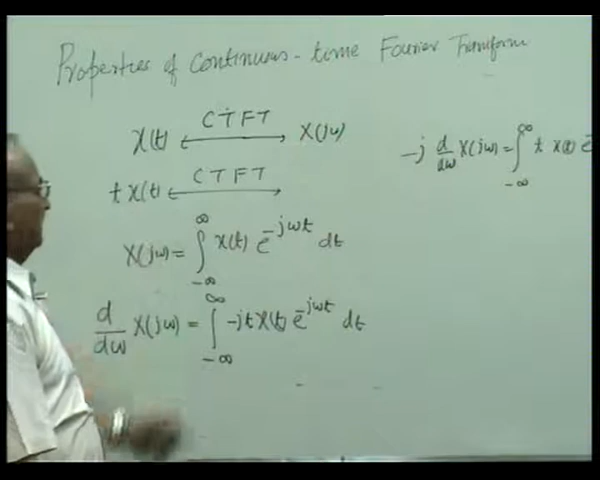 Properties of Continuous-time Fourier Transform
x(t) ⟷ CTFT X(jω)
t x(t) ⟷ CTFT
X(jω) = ∫_{-∞}^{∞} x(t) e^{-jωt} dt
d/dω X(jω) = ∫_{-∞}^{∞} -jt x(t) e^{-jωt} dt
-j d/dω X(jω) = ∫_{-∞}^{∞} t x(t) e